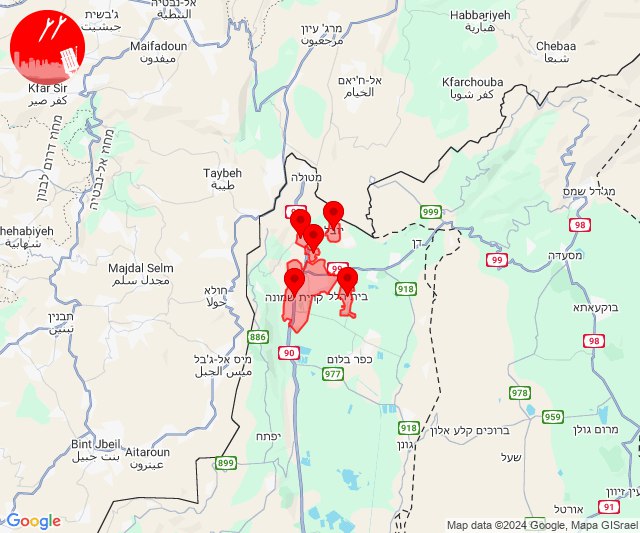 אל-נבטיה
النبطية
ג'בשית
جبشيت
Habbariyeh
هبارية
Maifadoun
ميفدون
מרג' עיון
مرجعيون
Chebaa
شبعا
Kfar Sir
كفر صير
אל-ח'יאם
الخيام
Kfarchouba
كفر شوبا
מחוז דרום לבנון
מחוז אל-נבטיה
Taybeh
طيبة
מטולה
מג'דל שמס
90
999
98
hehabiyeh
شهابية
דן
99
מסעדה
Majdal Selm
مجدل سلم
99
חולא
حولا
בית הלל
קרית שמונה
918
בוקעאתא
תבנין
تبنين
886
98
מיס אל-ג'בל
ميس الجبل
90
כפר בלום
977
978
959
918
Bint Jbeil
بنت جبيل
Aitaroun
عيترون
יפתח
גונן
ברוכים קלע אלון
מרום גולן
899
שעל
עין זיוון
91
אורטל
Google
Map data ©2024 Google, Mapa GISrael